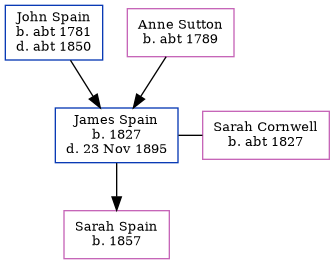 John Spain
b. abt 1781
d. abt 1850
Anne Sutton
b. abt 1789
James Spain
b. 1827
d. 23 Nov 1895
Sarah Cornwell
b. abt 1827
Sarah Spain
b. 1857